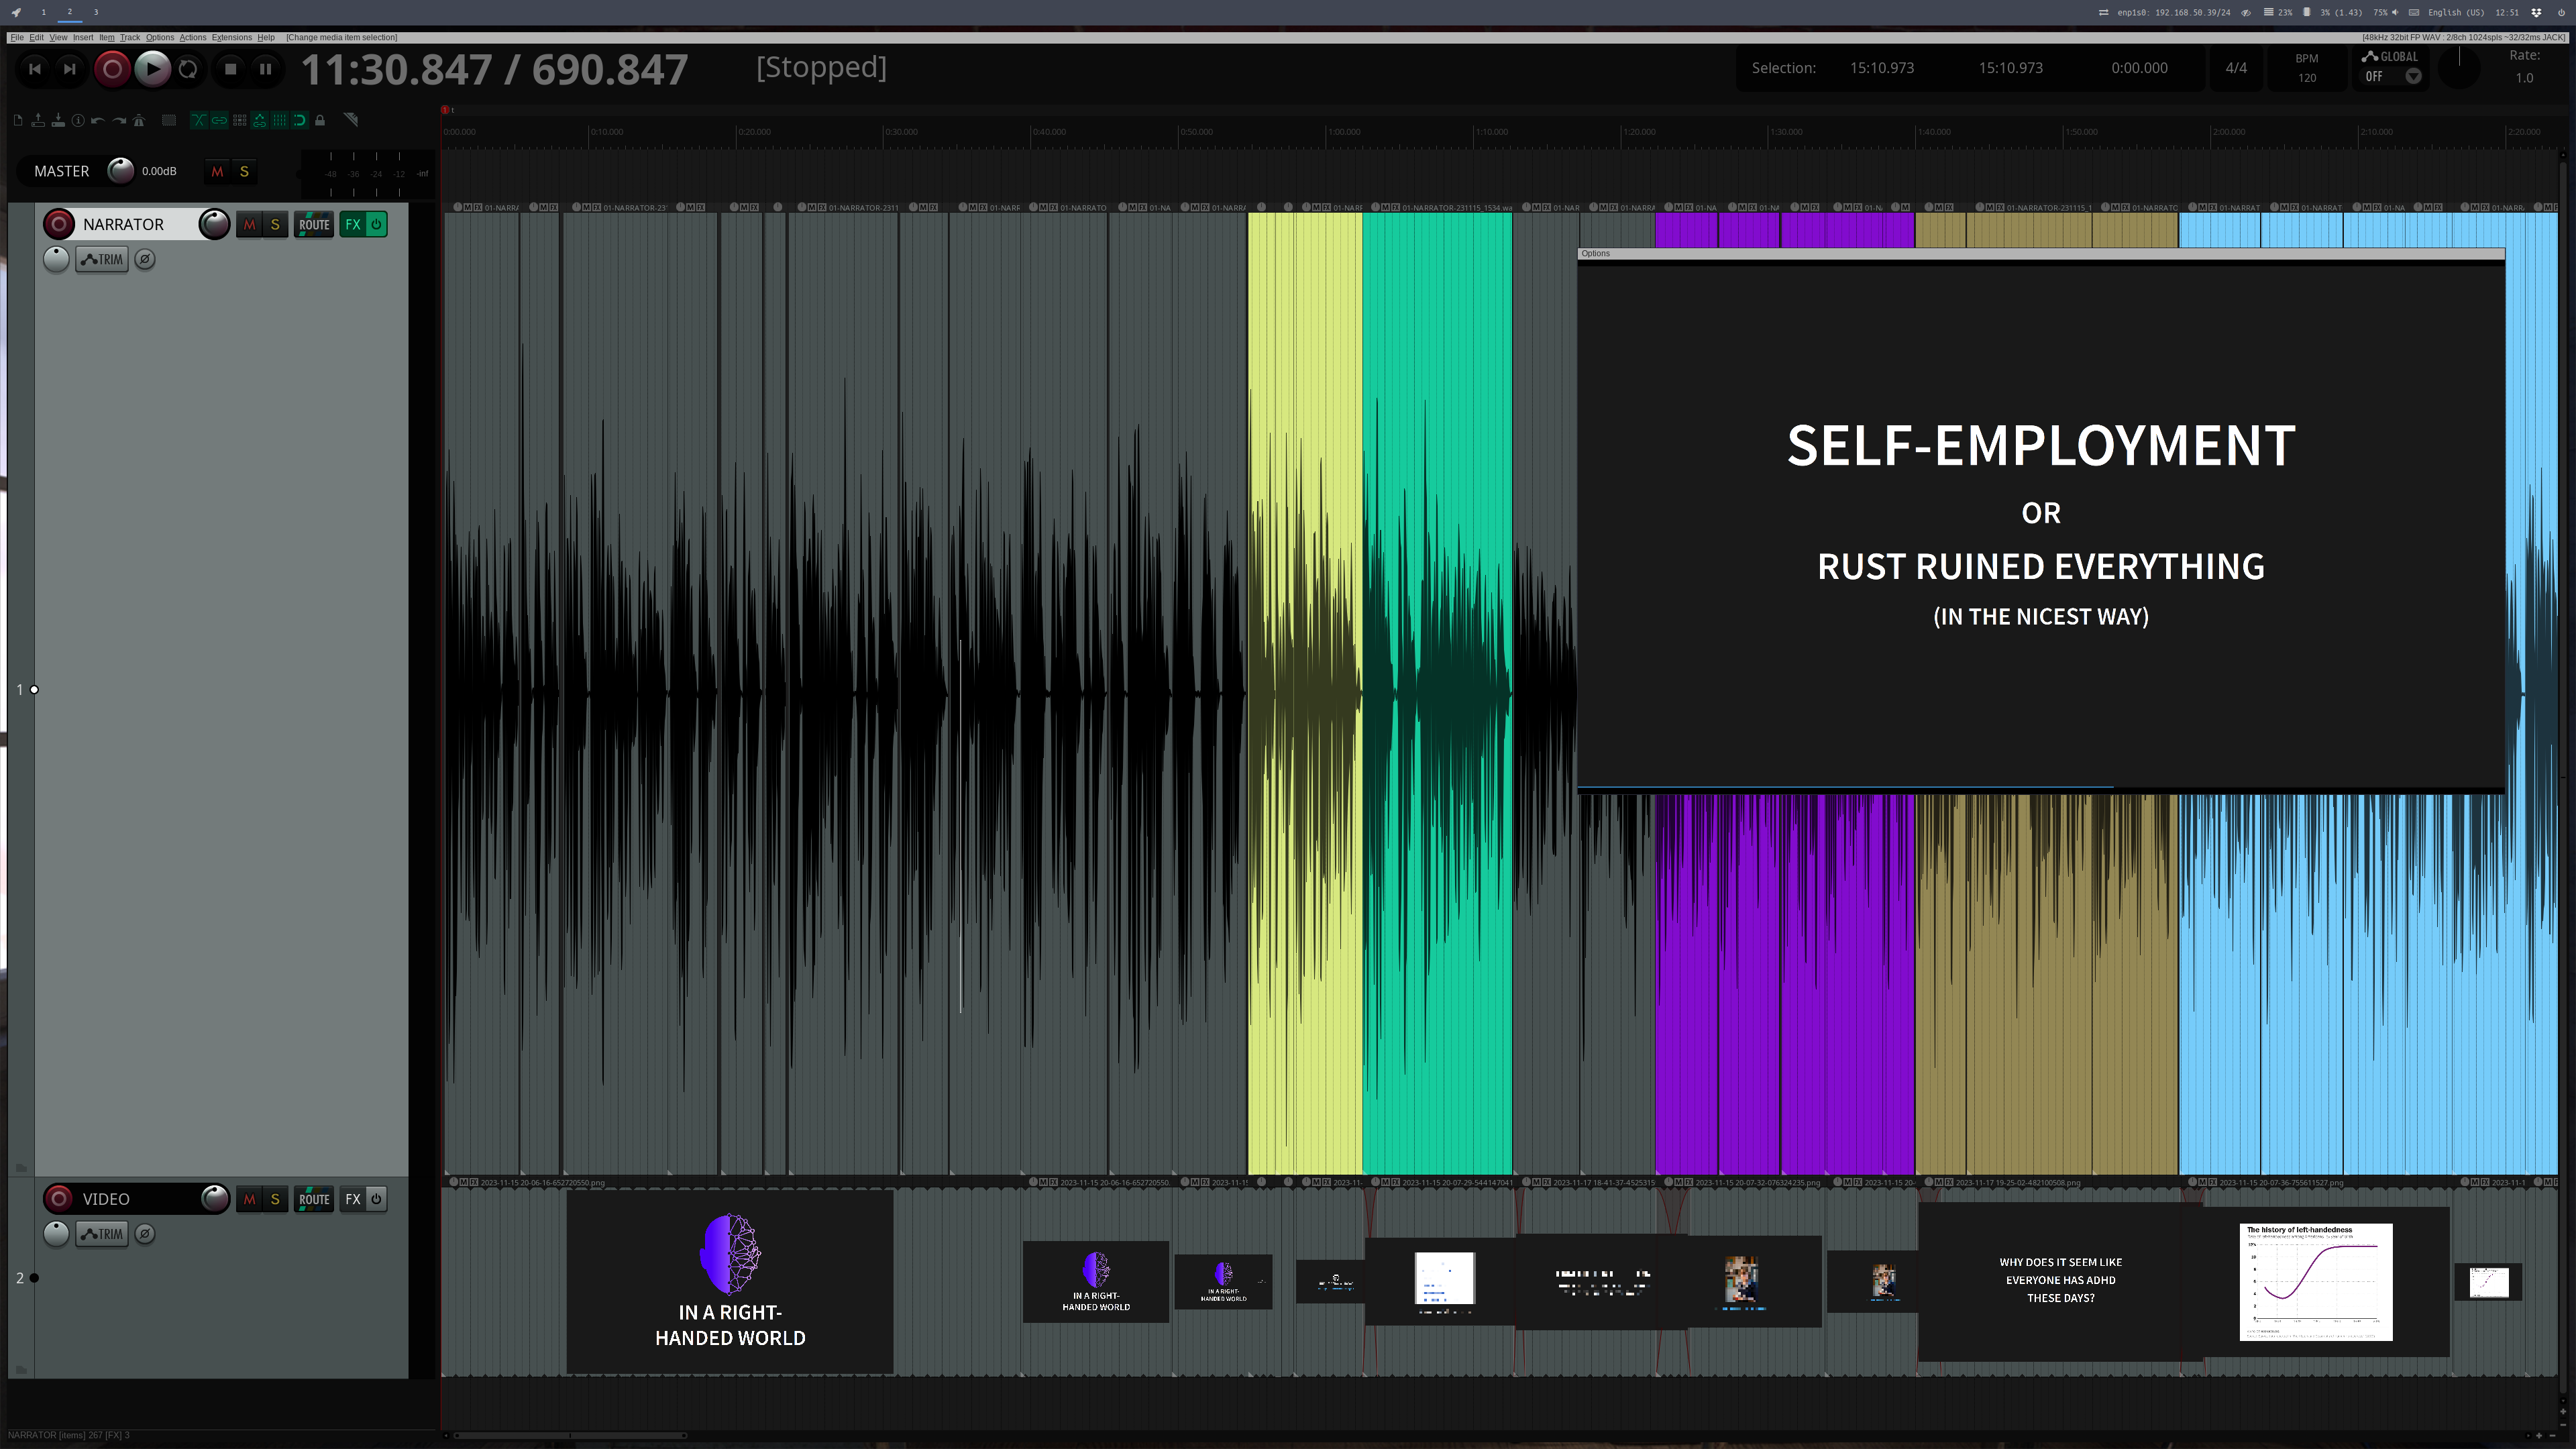 1 2 3
enp1s0: 192.168.50.39/24 23% 3% (1.43) 75% English (US) 12:51
File Edit View Insert Item Track Options Actions Extensions Help [Change media item selection]
[48kHz 32bit FP WAV : 2/8ch 1024spls ~32/32ms JACK]
11:30.847 / 690.847 [Stopped]
Selection: 15:10.973 15:10.973 0:00.000 4/4
BPM
120
GLOBAL
OFF
Rate:
1.0
t
0:00.000 0:10.000 0:20.000 0:30.000 0:40.000 0:50.000 1:00.000 1:10.000 1:20.000 1:30.000 1:40.000 1:50.000 2:00.000 2:10.000 2:20.000
MASTER 0.00dB M S
-48 -36 -24 -12 -inf
NARRATOR M S ROUTE FX
TRIM
1
Options
SELF-EMPLOYMENT
OR
RUST RUINED EVERYTHING
(IN THE NICEST WAY)
VIDEO M S ROUTE FX
TRIM
2
2023-11-15 20-06-16-652720550.png
2023-11-15 20-06-16-652720550.
2023-11-15 20-07-29-544147041
2023-11-17 18-41-37-4525315
2023-11-15 20-07-32-076324235.png
2023-11-17 19-25-02-482100508.png
2023-11-15 20-07-36-755611527.png
IN A RIGHT-
HANDED WORLD
IN A RIGHT-
HANDED WORLD
IN A RIGHT-
HANDED WORLD
WHY DOES IT SEEM LIKE
EVERYONE HAS ADHD
THESE DAYS?
The history of left-handedness
NARRATOR [items] 267 [FX] 3